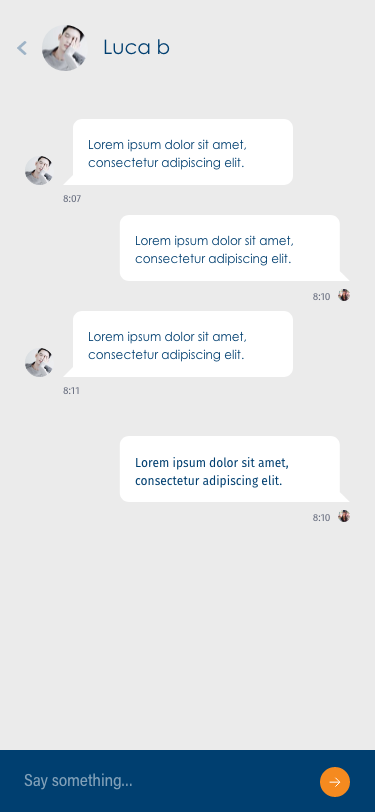 Luca b
Lorem ipsum dolor sit amet,
consectetur adipiscing elit.
8:07
Lorem ipsum dolor sit amet,
consectetur adipiscing elit.
8:10
Lorem ipsum dolor sit amet,
consectetur adipiscing elit.
8:11
Lorem ipsum dolor sit amet,
consectetur adipiscing elit.
8:10
Say something...